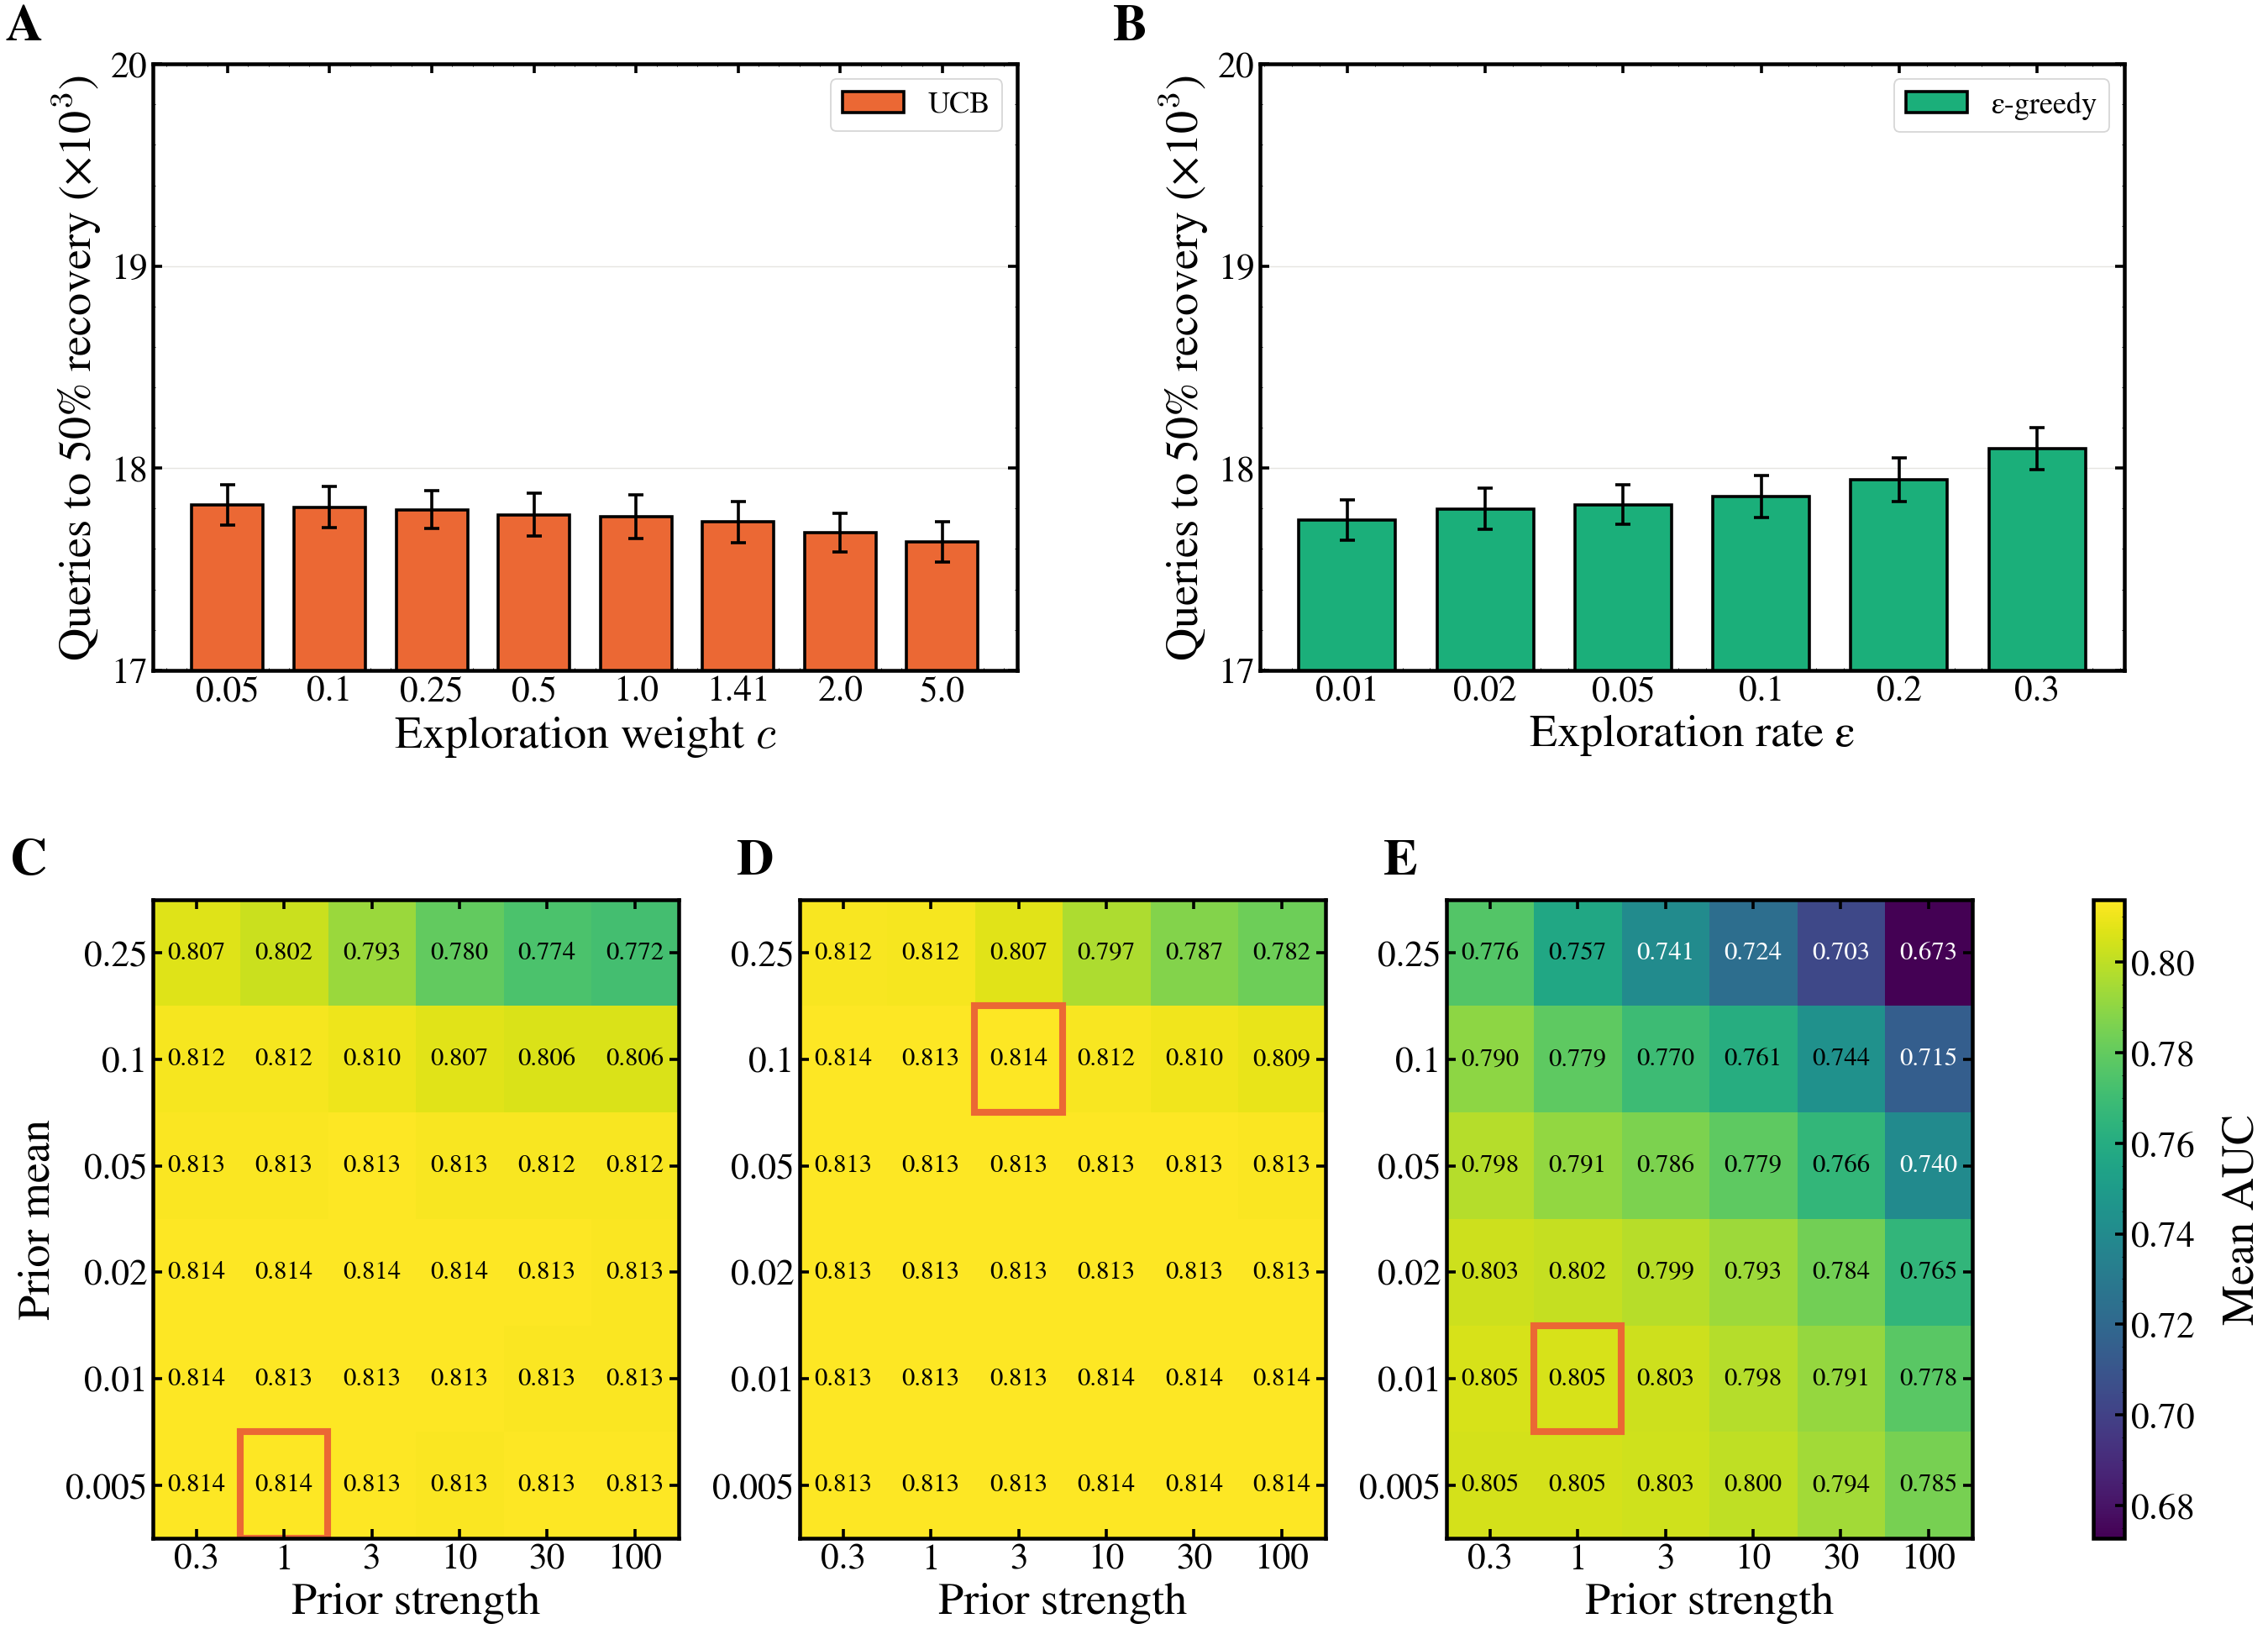 A
Queries to 50% recovery (×10³)
20
19
18
17
UCB
0.05 0.1 0.25 0.5 1.0 1.41 2.0 5.0
Exploration weight c
B
Queries to 50% recovery (×10³)
20
19
18
17
ε-greedy
0.01 0.02 0.05 0.1 0.2 0.3
Exploration rate ε
C
Prior mean
0.25 0.807 0.802 0.793 0.780 0.774 0.772
0.1 0.812 0.812 0.810 0.807 0.806 0.806
0.05 0.813 0.813 0.813 0.813 0.812 0.812
0.02 0.814 0.814 0.814 0.814 0.813 0.813
0.01 0.814 0.813 0.813 0.813 0.813 0.813
0.005 0.814 0.814 0.813 0.813 0.813 0.813
0.3 1 3 10 30 100
Prior strength
D
0.25 0.812 0.812 0.807 0.797 0.787 0.782
0.1 0.814 0.813 0.814 0.812 0.810 0.809
0.05 0.813 0.813 0.813 0.813 0.813 0.813
0.02 0.813 0.813 0.813 0.813 0.813 0.813
0.01 0.813 0.813 0.813 0.814 0.814 0.814
0.005 0.813 0.813 0.813 0.814 0.814 0.814
0.3 1 3 10 30 100
Prior strength
E
0.25 0.776 0.757 0.741 0.724 0.703 0.673
0.1 0.790 0.779 0.770 0.761 0.744 0.715
0.05 0.798 0.791 0.786 0.779 0.766 0.740
0.02 0.803 0.802 0.799 0.793 0.784 0.765
0.01 0.805 0.805 0.803 0.798 0.791 0.778
0.005 0.805 0.805 0.803 0.800 0.794 0.785
0.3 1 3 10 30 100
Prior strength
0.80
0.78
0.76
0.74
0.72
0.70
0.68
Mean AUC